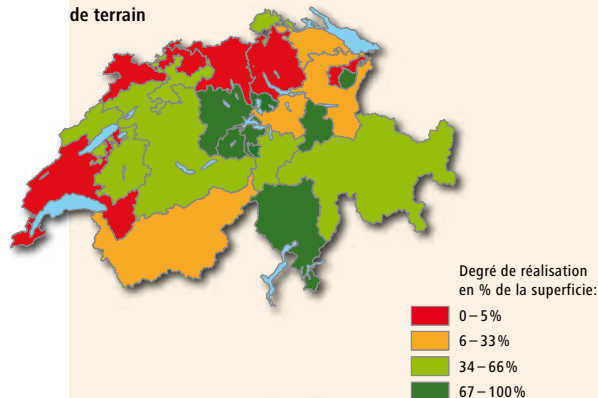 de terrain
Degré de réalisation
en % de la superficie:
0–5%
6–33%
34–66%
67–100%